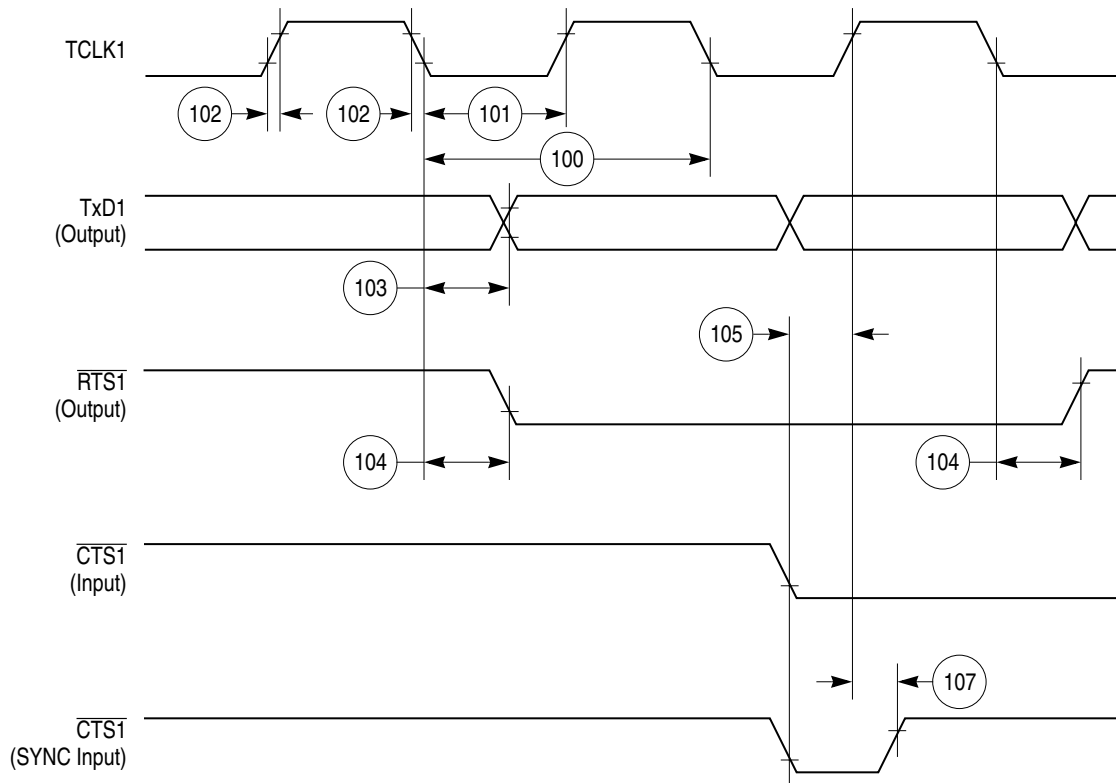 TCLK1
102
102
101
100
TxD1
(Output)
103
105
RTS1
(Output)
104
104
CTS1
(Input)
107
CTS1
(SYNC Input)